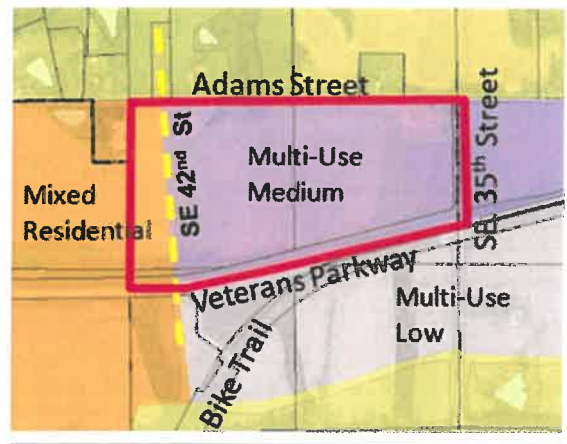 Adams Street
SE 42nd St
Multi-Use
Medium
SE 35th Street
Mixed
Residential
Veterans Parkway
Multi-Use
Low
Bike Trail